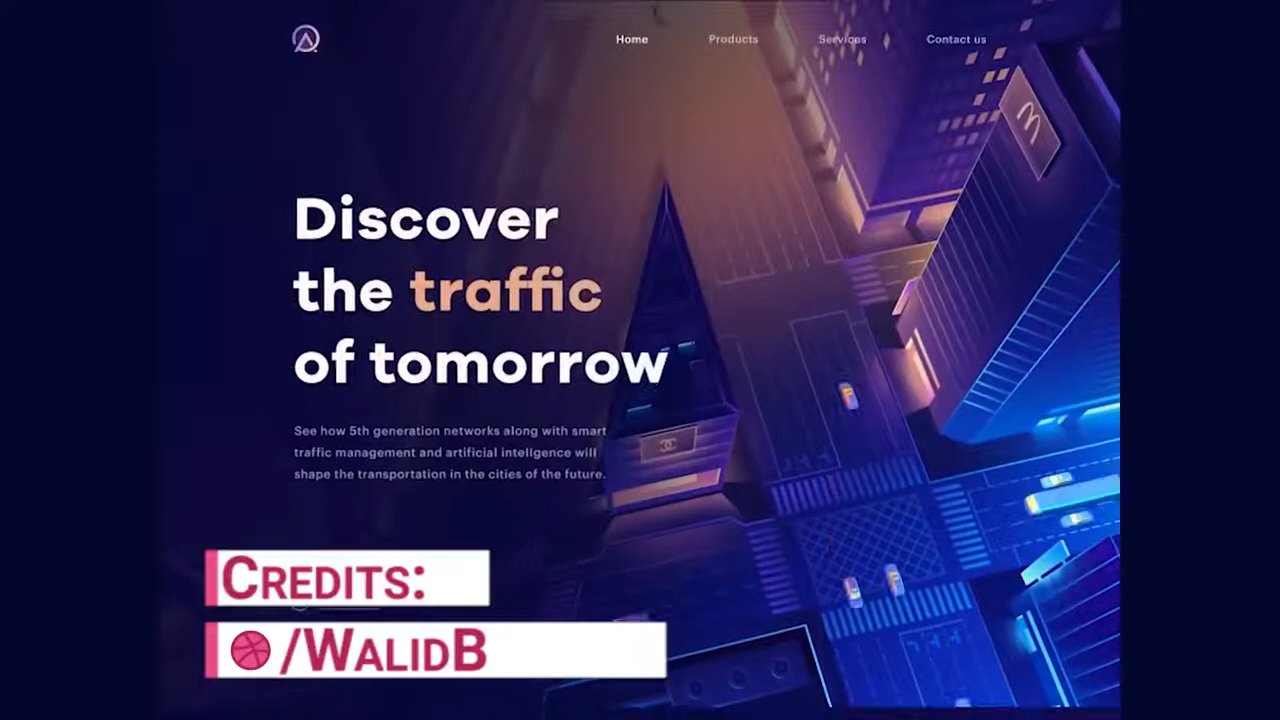 Home Products Services Contact us
Discover
the traffic
of tomorrow
See how 5th generation networks along with smart
traffic management and artificial intellgence will
shape the transportation in the cities of the future.
Credits:
/WalidB